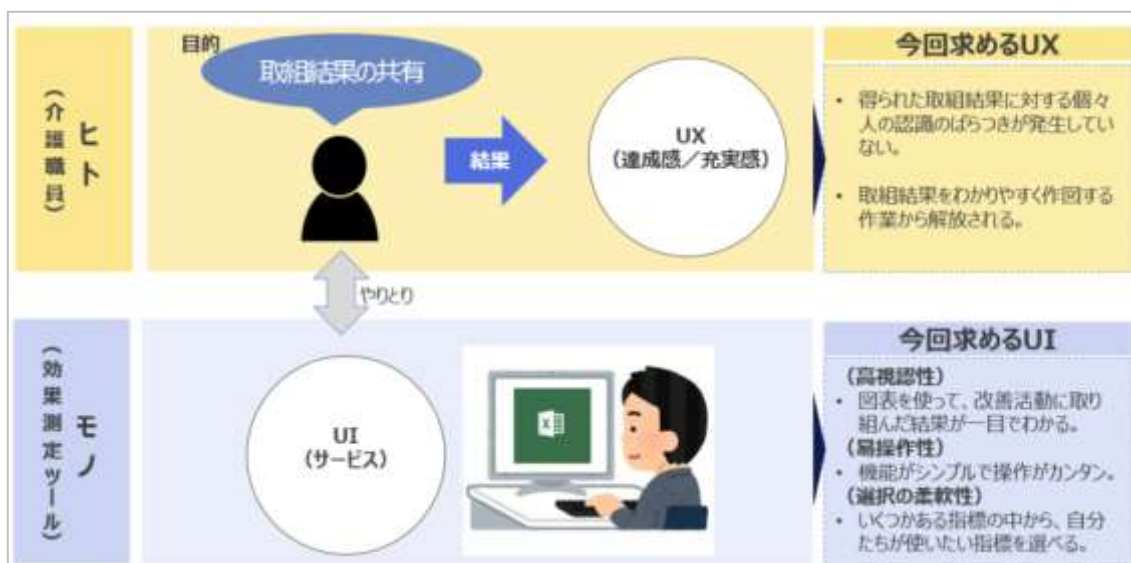 ヒト
（介護職員）
目的
取組結果の共有
結果
UX
（達成感／充実感）
今回求めるUX
• 得られた取組結果に対する個々
人の認識のばらつきが発生してい
ない。
• 取組結果をわかりやすく作図する
作業から解放される。
やりとり
モノ
（効果測定ツール）
UI
（サービス）
X
今回求めるUI
（高視認性）
• 図表を使って、改善活動に取り
組んだ結果が一目でわかる。
（易操作性）
• 機能がシンプルで操作がカンタン。
（選択の柔軟性）
• いくつかある指標の中から、自分
たちが使いたい指標を選べる。